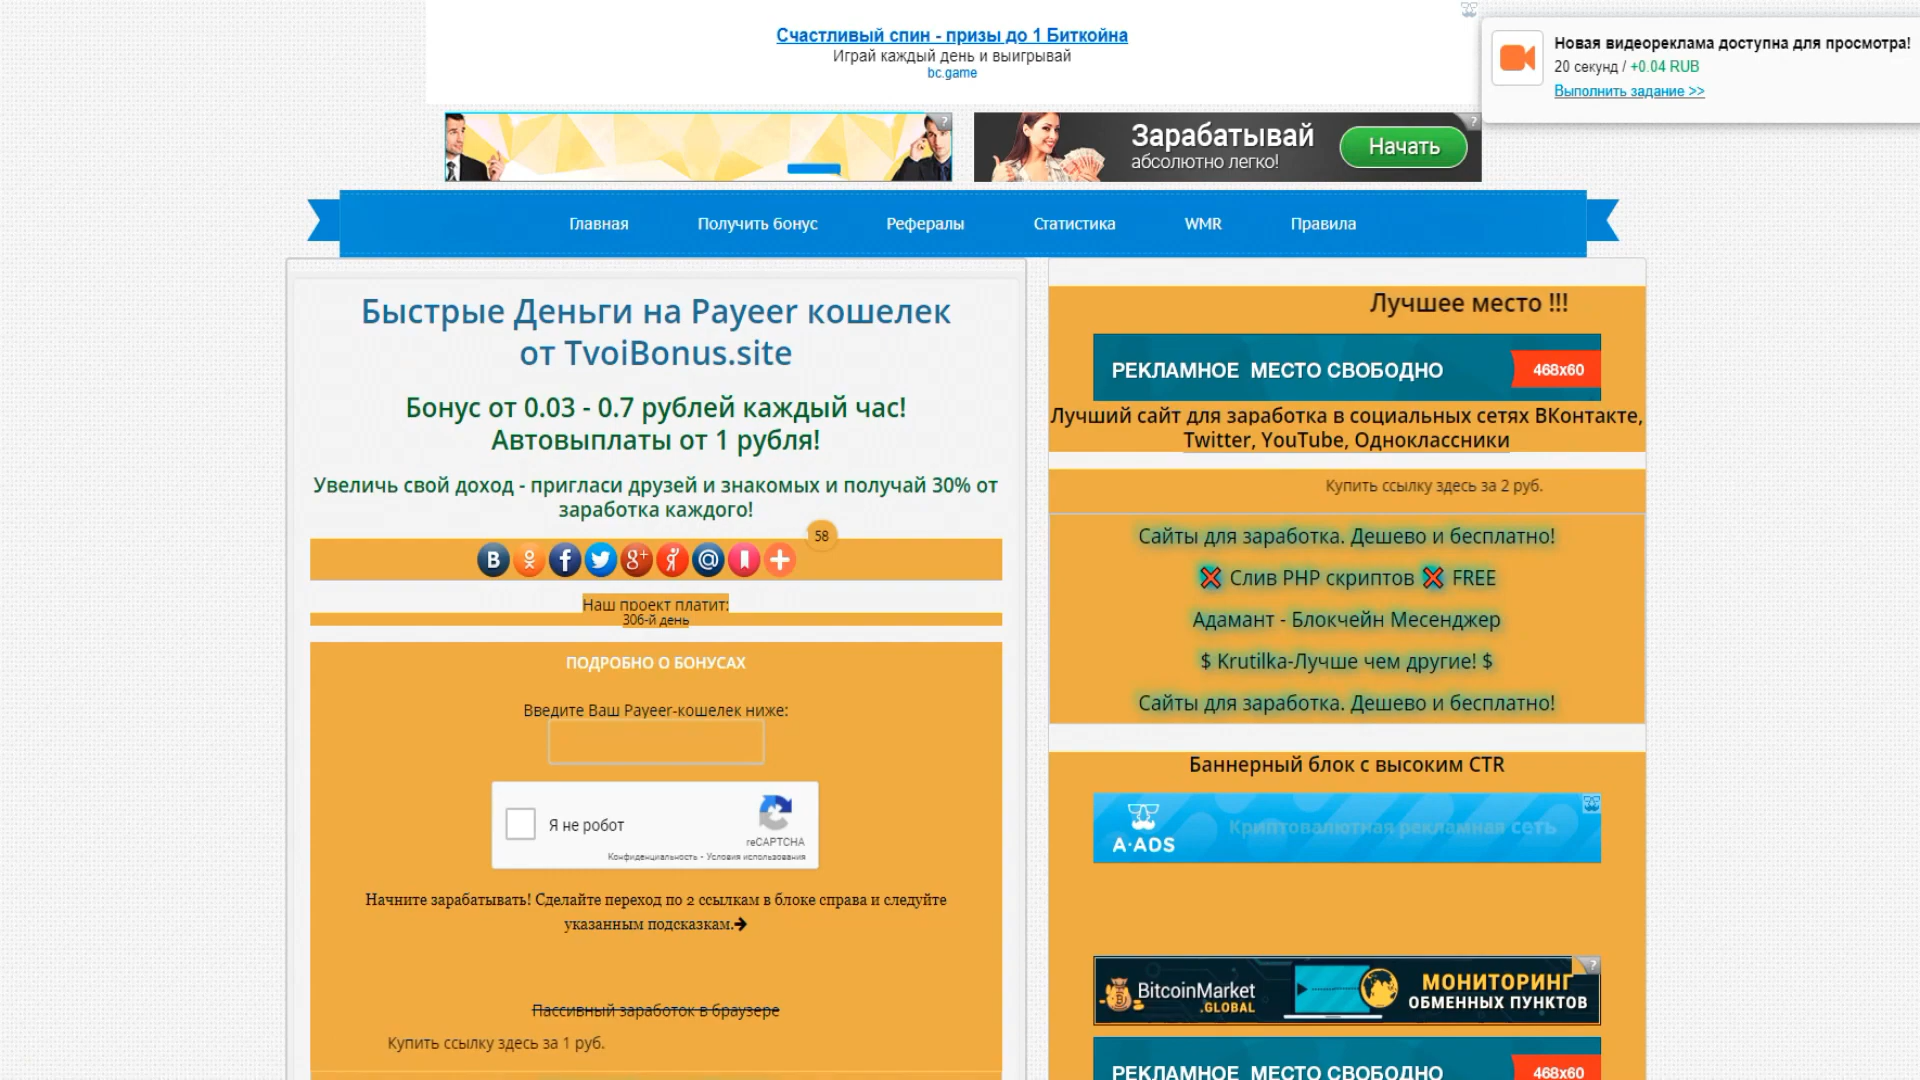 Счастливый спин - призы до 1 Биткойна
Играй каждый день и выигрывай
bc.game
Новая видеореклама доступна для просмотра!
20 секунд / +0.04 RUB
Выполнить задание >>
?
Зарабатывай
абсолютно легко!
Начать
?
Главная
Получить бонус
Рефералы
Статистика
WMR
Правила
Быстрые Деньги на Payeer кошелек
от TvoiBonus.site
Бонус от 0.03 - 0.7 рублей каждый час!
Автовыплаты от 1 рубля!
Увеличь свой доход - пригласи друзей и знакомых и получай 30% от
заработка каждого!
58
Наш проект платит:
306-й день
ПОДРОБНО О БОНУСАХ
Введите Ваш Payeer-кошелек ниже:
Я не робот
reCAPTCHA
Конфиденциальность - Условия использования
Начните зарабатывать! Сделайте переход по 2 ссылкам в блоке справа и следуйте
указанным подсказкам.
Пассивный заработок в браузере
Купить ссылку здесь за 1 руб.
Лучшее место !!!
РЕКЛАМНОЕ МЕСТО СВОБОДНО
468x60
Лучший сайт для заработка в социальных сетях ВКонтакте,
Twitter, YouTube, Одноклассники
Купить ссылку здесь за 2 руб.
Сайты для заработка. Дешево и бесплатно!
❌ Слив PHP скриптов ❌ FREE
Адамант - Блокчейн Месенджер
$ Krutilka-Лучше чем другие! $
Сайты для заработка. Дешево и бесплатно!
Баннерный блок с высоким CTR
A-ADS
Криптовалютная рекламная сеть
BitcoinMarket
.GLOBAL
МОНИТОРИНГ
ОБМЕННЫХ ПУНКТОВ
?
РЕКЛАМНОЕ МЕСТО СВОБОДНО
468x60